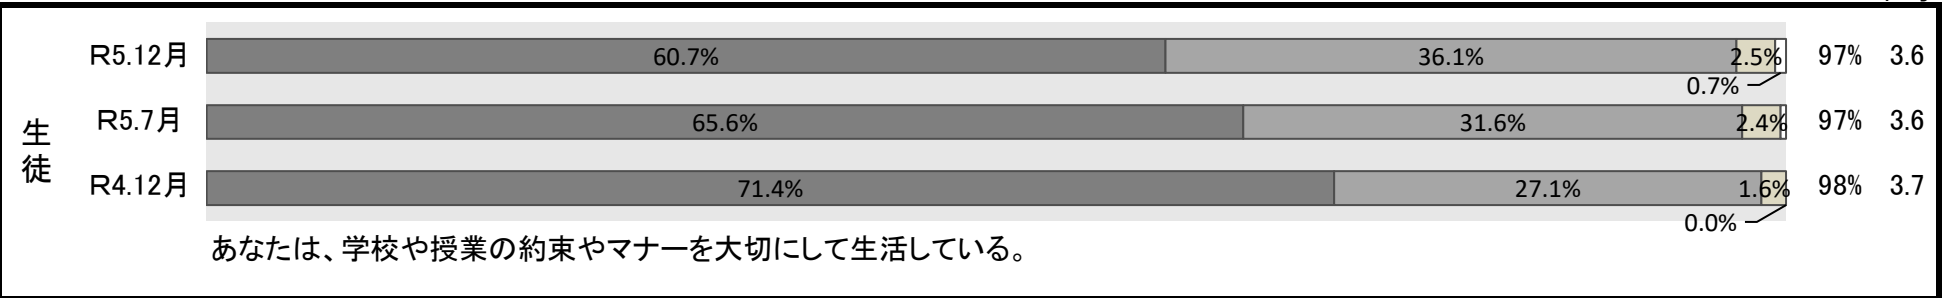 R5.12月 60.7% 36.1% 2.5% 97% 3.6
0.7%
R5.7月 65.6% 31.6% 2.4% 97% 3.6
生徒
R4.12月 71.4% 27.1% 1.6% 98% 3.7
0.0%
あなたは、学校や授業の約束やマナーを大切にして生活している。